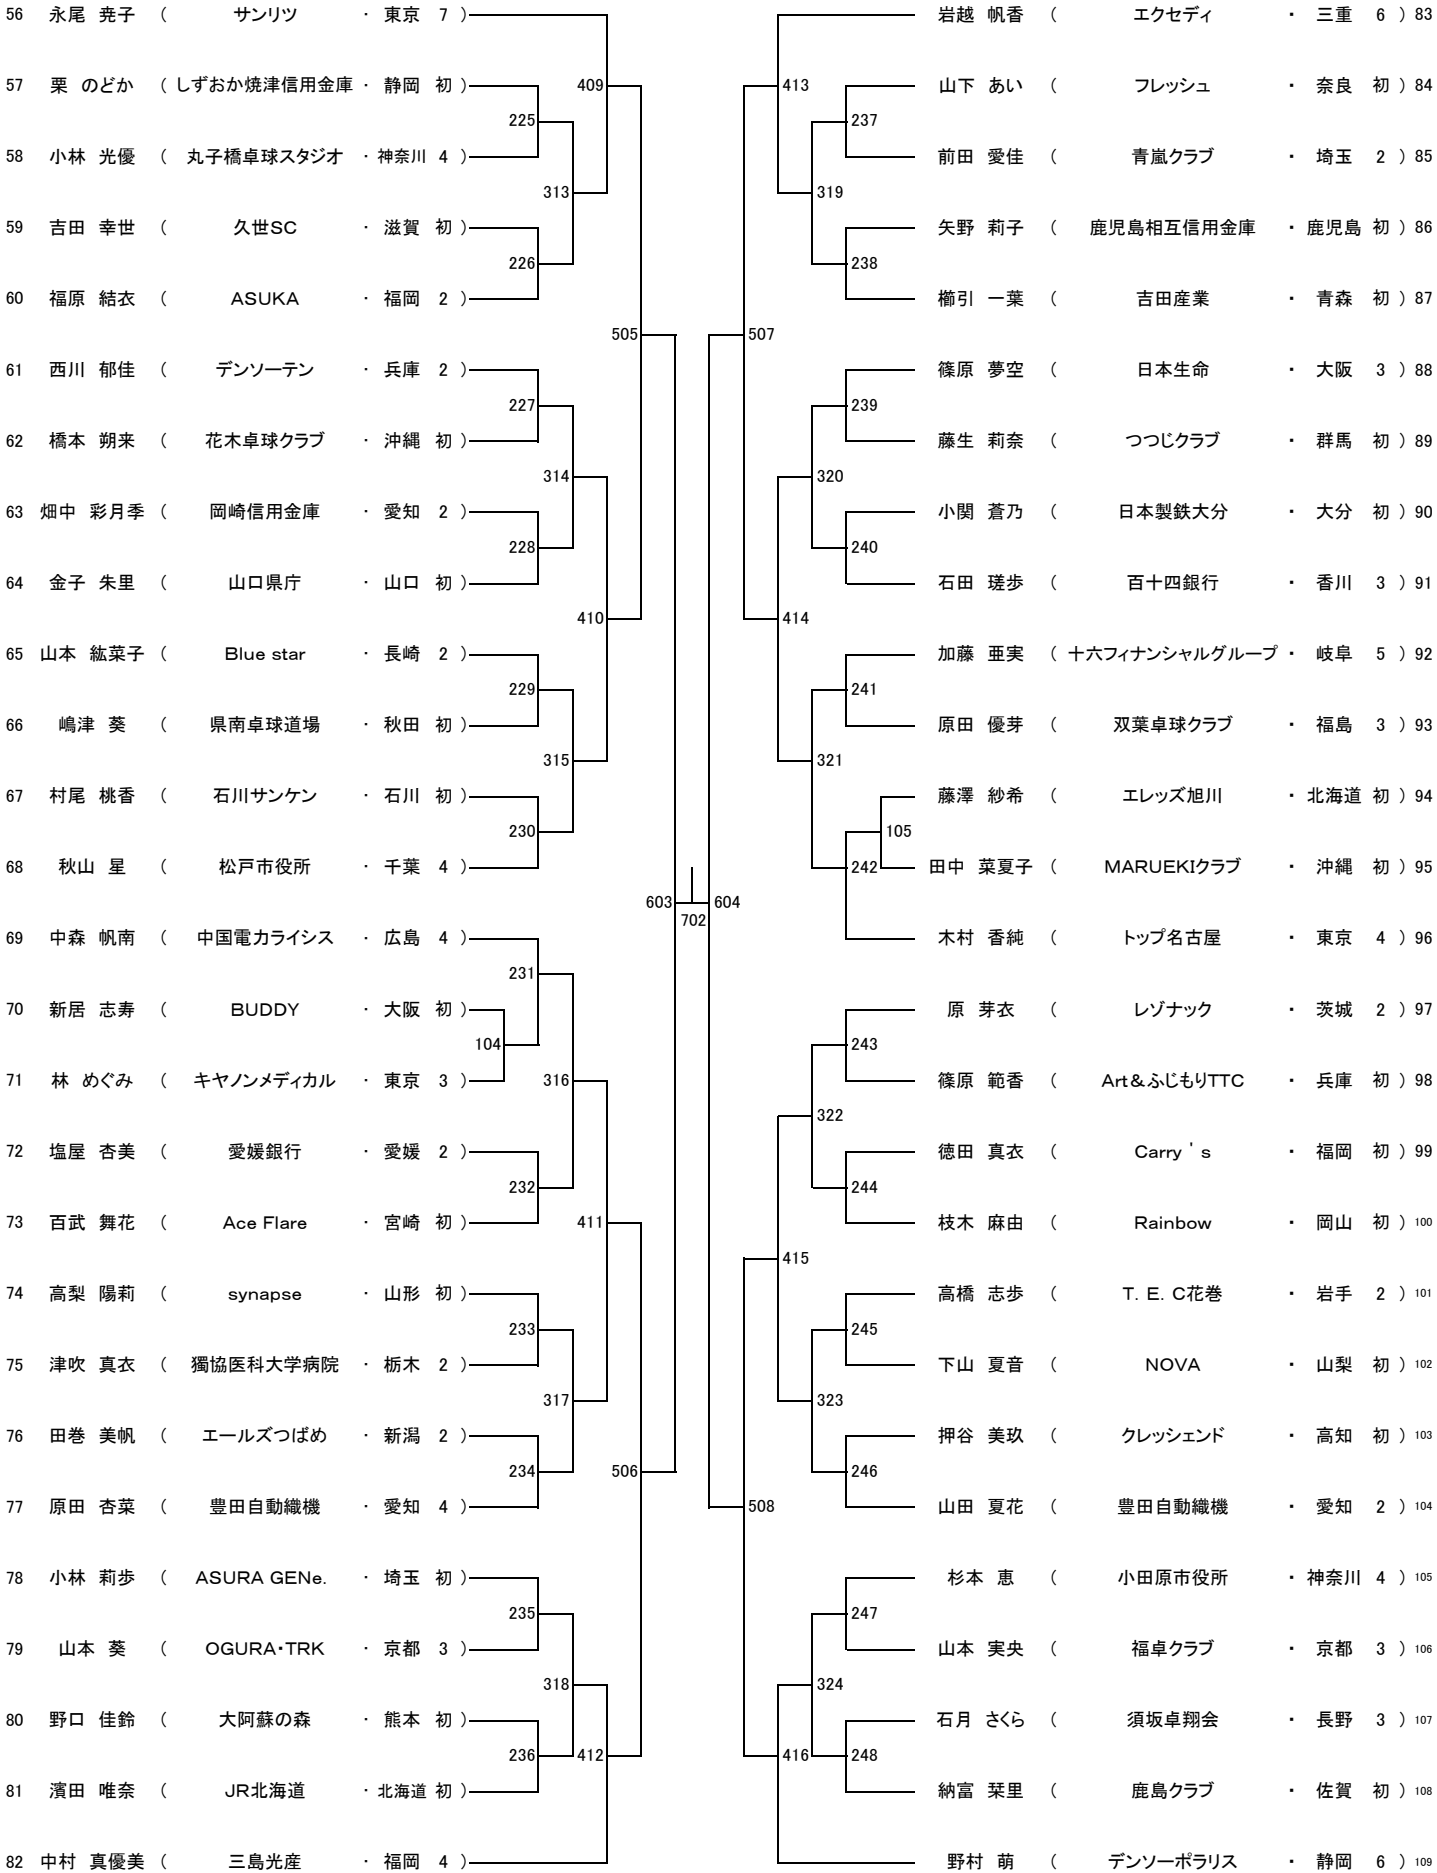 56 永尾 尭子 ( サンリツ ・ 東京 7 )
57 栗 のどか ( しずおか焼津信用金庫 ・ 静岡 初 )
58 小林 光優 ( 丸子橋卓球スタジオ ・ 神奈川 4 )
59 吉田 幸世 ( 久世SC ・ 滋賀 初 )
60 福原 結衣 ( ASUKA ・ 福岡 2 )
61 西川 郁佳 ( デンソーテン ・ 兵庫 2 )
62 橋本 朔来 ( 花木卓球クラブ ・ 沖縄 初 )
63 畑中 彩月季 ( 岡崎信用金庫 ・ 愛知 2 )
64 金子 朱里 ( 山口県庁 ・ 山口 初 )
65 山本 紘菜子 ( Blue star ・ 長崎 2 )
66 嶋津 葵 ( 県南卓球道場 ・ 秋田 初 )
67 村尾 桃香 ( 石川サンケン ・ 石川 初 )
68 秋山 星 ( 松戸市役所 ・ 千葉 4 )
69 中森 帆南 ( 中国電力ライシス ・ 広島 4 )
70 新居 志寿 ( BUDDY ・ 大阪 初 )
71 林 めぐみ ( キヤノンメディカル ・ 東京 3 )
72 塩屋 杏美 ( 愛媛銀行 ・ 愛媛 2 )
73 百武 舞花 ( Ace Flare ・ 宮崎 初 )
74 高梨 陽莉 ( synapse ・ 山形 初 )
75 津吹 真衣 ( 獨協医科大学病院 ・ 栃木 2 )
76 田巻 美帆 ( エールズつばめ ・ 新潟 2 )
77 原田 杏菜 ( 豊田自動織機 ・ 愛知 4 )
78 小林 莉歩 ( ASURA GENe. ・ 埼玉 初 )
79 山本 葵 ( OGURA・TRK ・ 京都 3 )
80 野口 佳鈴 ( 大阿蘇の森 ・ 熊本 初 )
81 濱田 唯奈 ( JR北海道 ・ 北海道 初 )
82 中村 真優美 ( 三島光産 ・ 福岡 4 )
409
225
313
226
505
227
314
228
410
229
315
230
603
231
104
316
232
411
233
317
234
506
235
318
236
412
702
604
413
237
319
238
507
239
320
240
414
241
321
105
242
243
322
244
415
245
323
246
508
247
324
416
248
岩越 帆香 ( エクセディ ・ 三重 6 ) 83
山下 あい ( フレッシュ ・ 奈良 初 ) 84
前田 愛佳 ( 青嵐クラブ ・ 埼玉 2 ) 85
矢野 莉子 ( 鹿児島相互信用金庫 ・ 鹿児島 初 ) 86
櫛引 一葉 ( 吉田産業 ・ 青森 初 ) 87
篠原 夢空 ( 日本生命 ・ 大阪 3 ) 88
藤生 莉奈 ( つつじクラブ ・ 群馬 初 ) 89
小関 蒼乃 ( 日本製鉄大分 ・ 大分 初 ) 90
石田 瑳歩 ( 百十四銀行 ・ 香川 3 ) 91
加藤 亜実 ( 十六フィナンシャルグループ ・ 岐阜 5 ) 92
原田 優芽 ( 双葉卓球クラブ ・ 福島 3 ) 93
藤澤 紗希 ( エレッズ旭川 ・ 北海道 初 ) 94
田中 菜夏子 ( MARUEKIクラブ ・ 沖縄 初 ) 95
木村 香純 ( トップ名古屋 ・ 東京 4 ) 96
原 芽衣 ( レゾナック ・ 茨城 2 ) 97
篠原 範香 ( Art＆ふじもりTTC ・ 兵庫 初 ) 98
徳田 真衣 ( Carry ' s ・ 福岡 初 ) 99
枝木 麻由 ( Rainbow ・ 岡山 初 ) 100
高橋 志歩 ( T. E. C花巻 ・ 岩手 2 ) 101
下山 夏音 ( NOVA ・ 山梨 初 ) 102
押谷 美玖 ( クレッシェンド ・ 高知 初 ) 103
山田 夏花 ( 豊田自動織機 ・ 愛知 2 ) 104
杉本 恵 ( 小田原市役所 ・ 神奈川 4 ) 105
山本 実央 ( 福卓クラブ ・ 京都 3 ) 106
石月 さくら ( 須坂卓翔会 ・ 長野 3 ) 107
納富 栞里 ( 鹿島クラブ ・ 佐賀 初 ) 108
野村 萌 ( デンソーポラリス ・ 静岡 6 ) 109